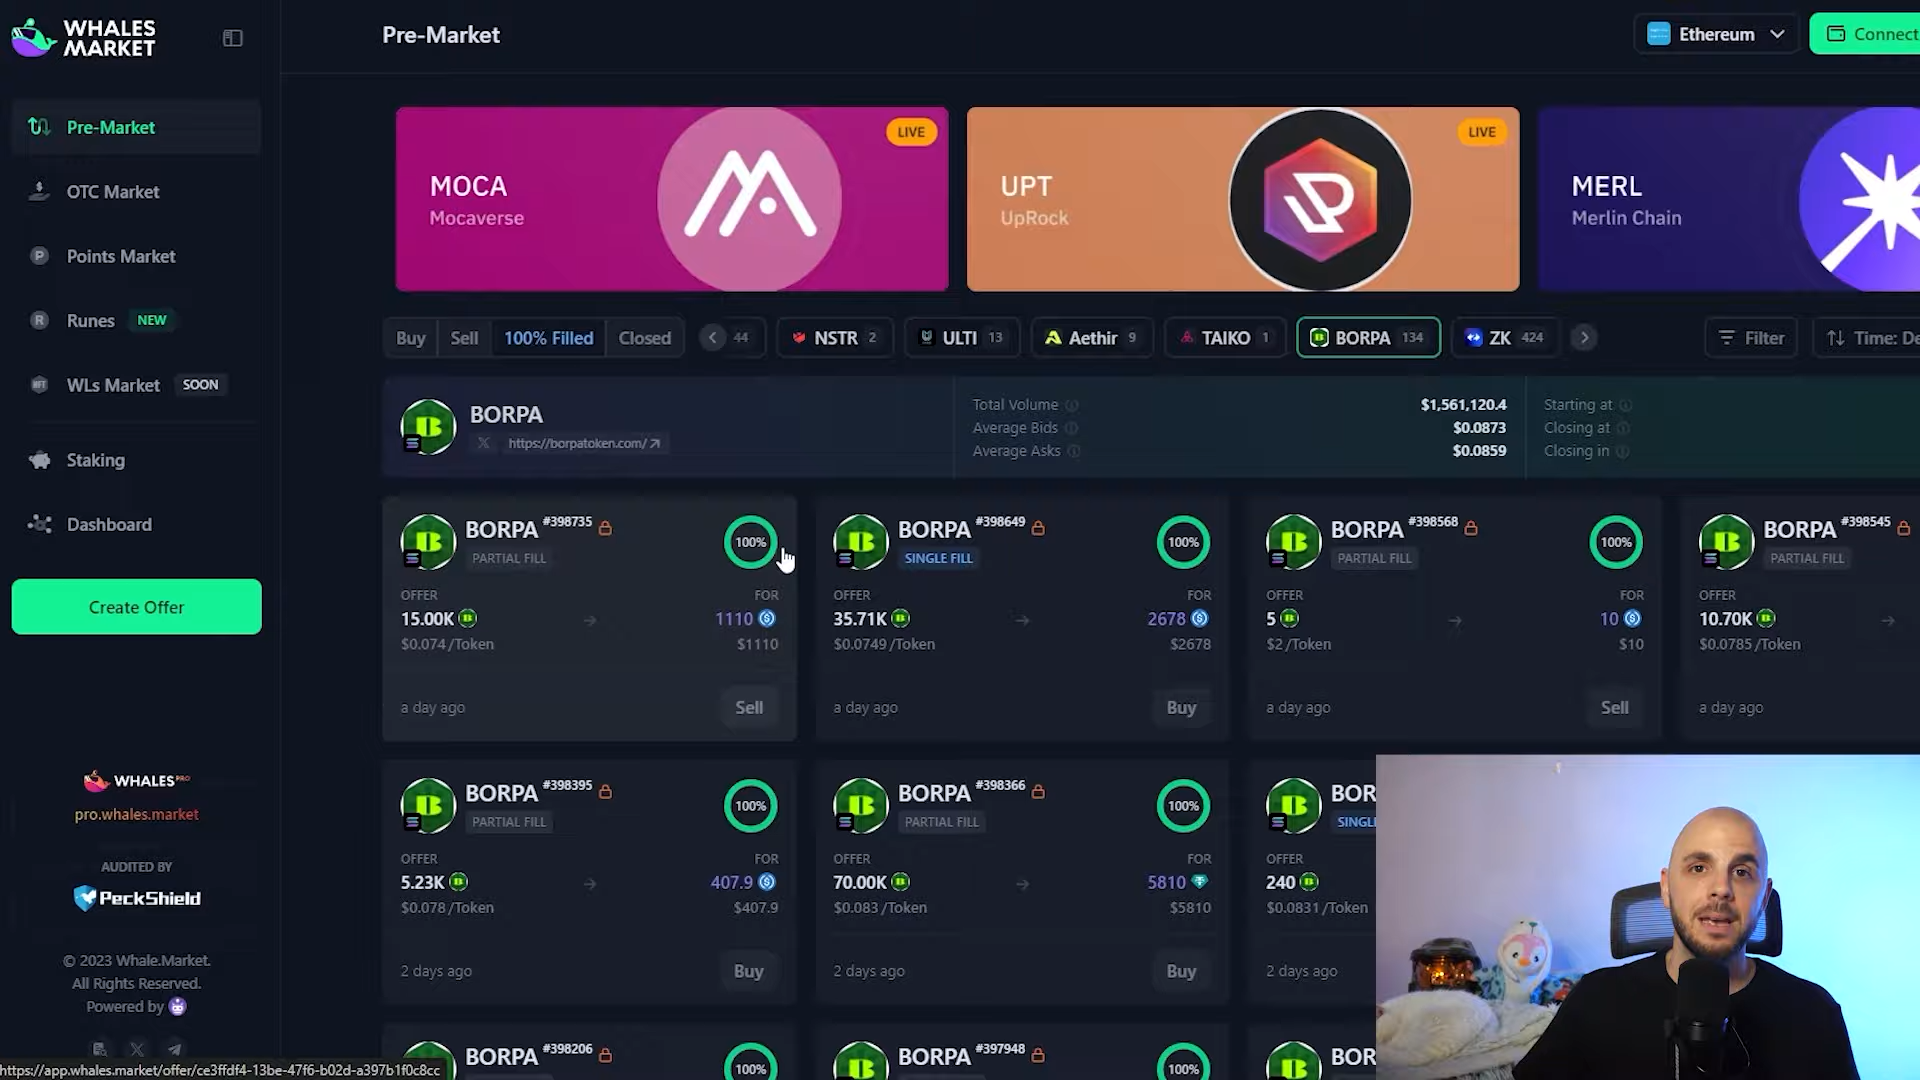 WHALES
MARKET
Pre-Market
Ethereum
Connect
Pre-Market
OTC Market
Points Market
Runes NEW
WLs Market SOON
Staking
Dashboard
Create Offer
WHALES PRO
pro.whales.market
AUDITED BY
PeckShield
© 2023 Whale.Market.
All Rights Reserved.
Powered by
LIVE
MOCA
Mocaverse
LIVE
UPT
UpRock
MERL
Merlin Chain
Buy Sell 100% Filled Closed 44 NSTR 2 ULTI 13 Aethir 9 TAIKO 1 BORPA 134 ZK 424 Filter Time: De
BORPA
https://borpatoken.com/
Total Volume $1,561,120.4
Average Bids $0.0873
Average Asks $0.0859
Starting at
Closing at
Closing in
BORPA #398735
PARTIAL FILL
100%
OFFER FOR
15.00K 1110
$0.074/Token $1110
a day ago Sell
BORPA #398649
SINGLE FILL
100%
OFFER FOR
35.71K 2678
$0.0749/Token $2678
a day ago Buy
BORPA #398568
PARTIAL FILL
100%
OFFER FOR
5 10
$2/Token $10
a day ago Sell
BORPA #398545
PARTIAL FILL
OFFER
10.70K
$0.0785/Token
a day ago
BORPA #398395
PARTIAL FILL
100%
OFFER FOR
5.23K 407.9
$0.078/Token $407.9
2 days ago Buy
BORPA #398366
PARTIAL FILL
100%
OFFER FOR
70.00K 5810
$0.083/Token $5810
2 days ago Buy
BOR
SINGL
OFFER
240
$0.0831/Token
2 days ago
BORPA #398206
100%
BORPA #397948
100%
BOR
https://app.whales.market/offer/ce3ffdf4-13be-47f6-b02d-a397b1f0c8cc